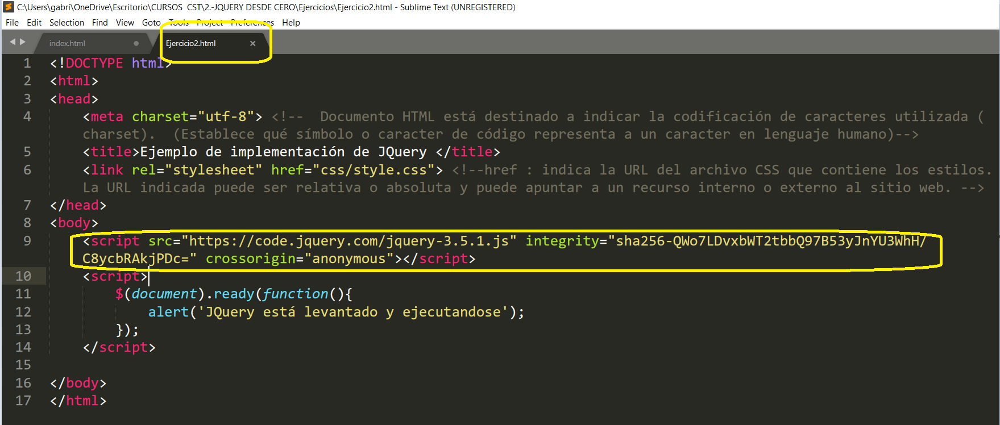 C:\Users\gabri\OneDrive\Escritorio\CURSOS  CST\2.-JQUERY DESDE CERO\Ejercicios\Ejercicio2.html - Sublime Text (UNREGISTERED)
File Edit Selection Find View Goto Tools Project Preferences Help
index.html Ejercicio2.html ×
1 <!DOCTYPE html>
2 <html>
3 <head>
4     <meta charset="utf-8"> <!--  Documento HTML está destinado a indicar la codificación de caracteres utilizada (
charset).  (Establece qué símbolo o caracter de código representa a un caracter en lenguaje humano)-->
5     <title>Ejemplo de implementación de JQuery </title>
6     <link rel="stylesheet" href="css/style.css"> <!--href : indica la URL del archivo CSS que contiene los estilos.
La URL indicada puede ser relativa o absoluta y puede apuntar a un recurso interno o externo al sitio web. -->
7 </head>
8 <body>
9     <script src="https://code.jquery.com/jquery-3.5.1.js" integrity="sha256-QWo7LDvxbWT2tbbQ97B53yJnYU3WhH/
C8ycbRAkjPDc=" crossorigin="anonymous"></script>
10     <script>
11         $(document).ready(function(){
12             alert('JQuery está levantado y ejecutandose');
13         });
14     </script>
15
16 </body>
17 </html>